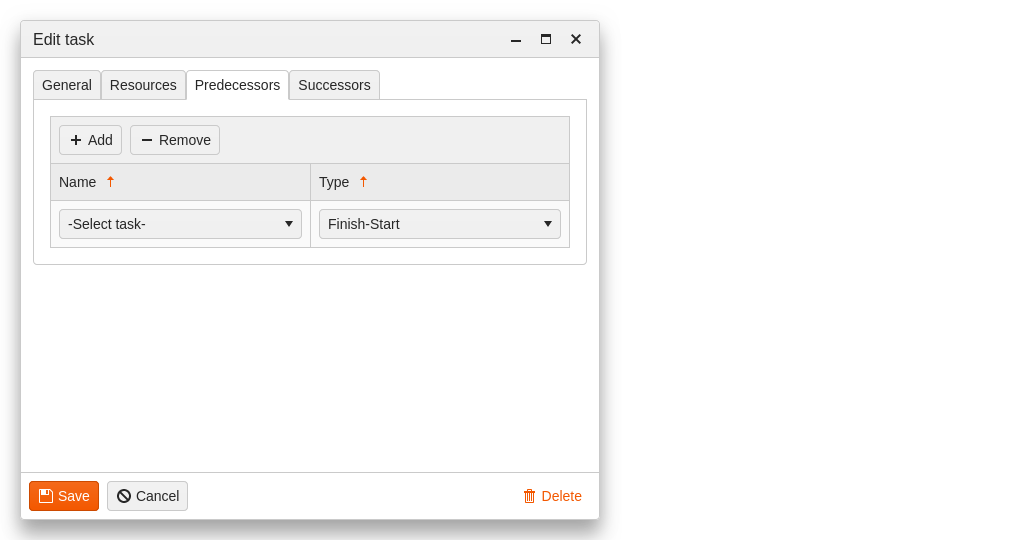 Edit task
General Resources Predecessors Successors
Add Remove
Name Type
-Select task- Finish-Start
Save Cancel Delete